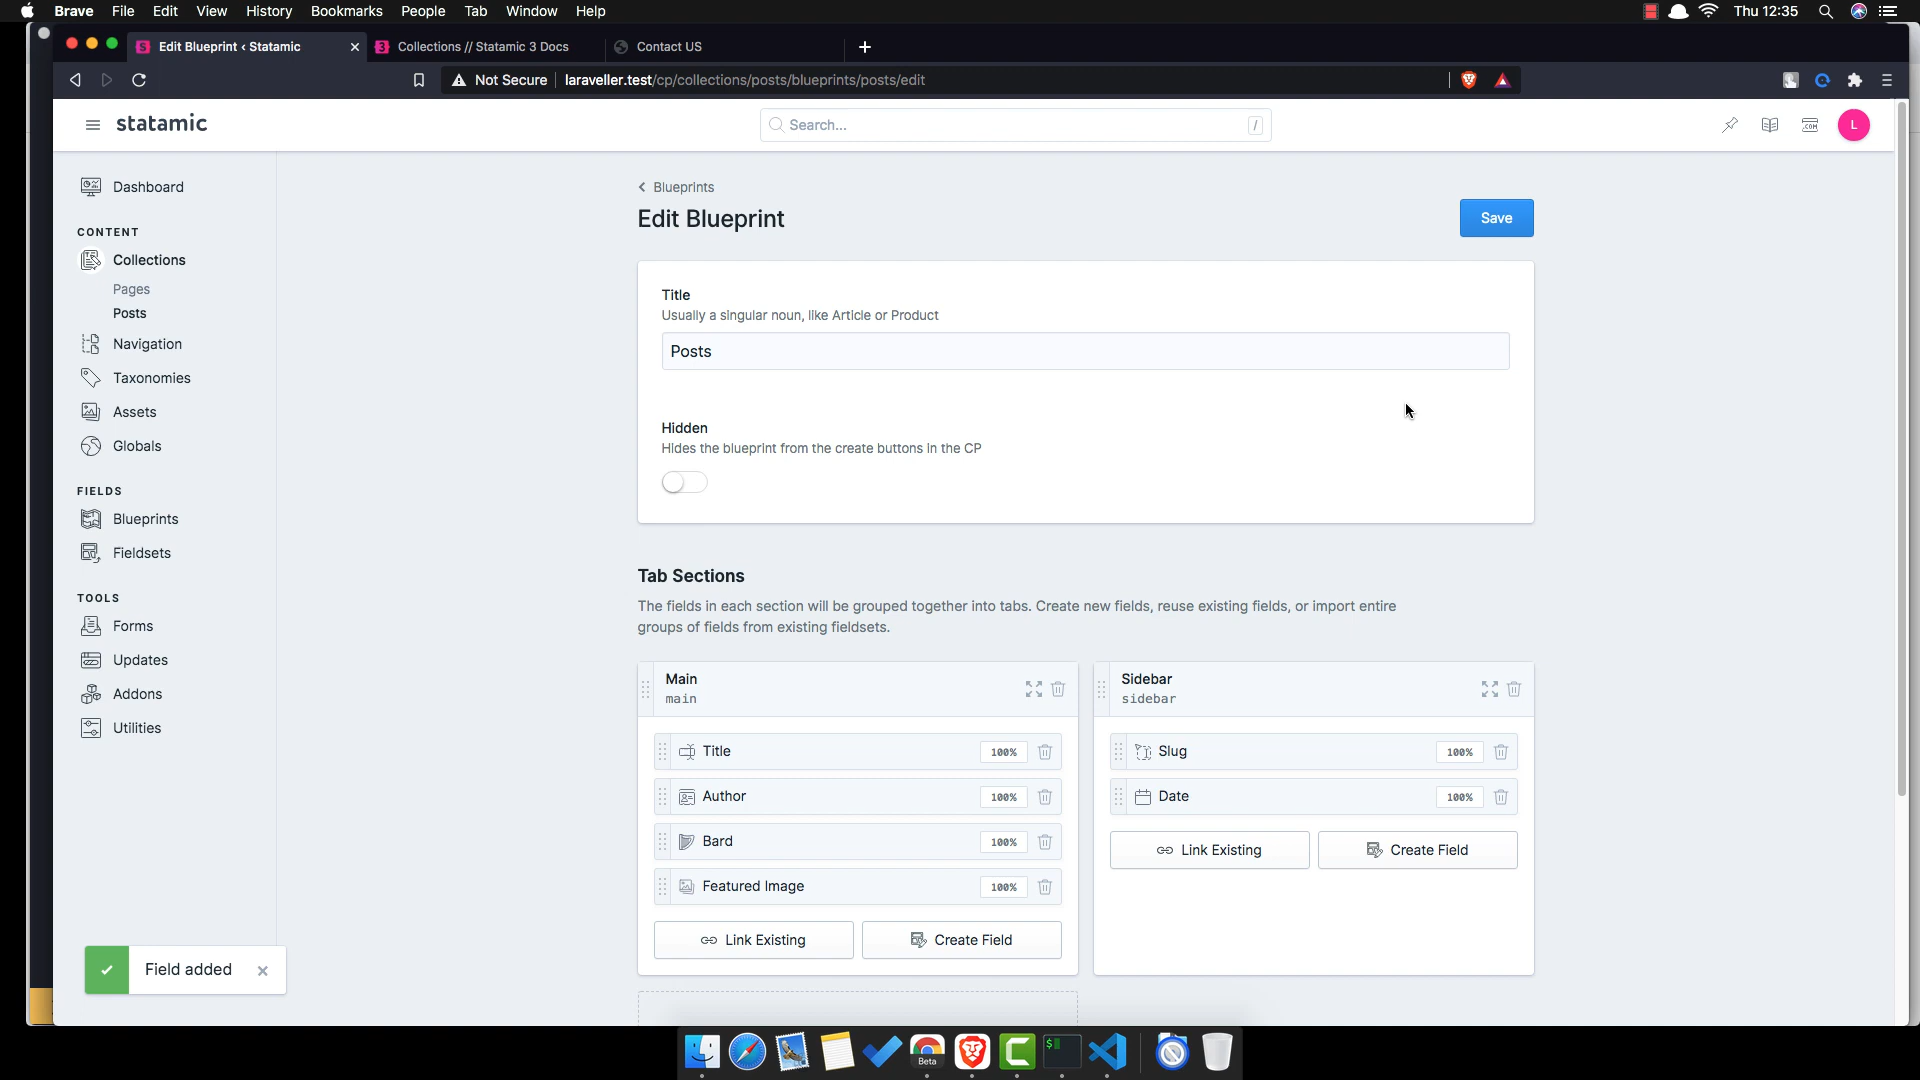 Brave File Edit View History Bookmarks People Tab Window Help Thu 12:35
Edit Blueprint ‹ Statamic Collections // Statamic 3 Docs Contact US
Not Secure laraveller.test/cp/collections/posts/blueprints/posts/edit
statamic Search... / .COM L
Dashboard
CONTENT
Collections
Pages
Posts
Navigation
Taxonomies
Assets
Globals
FIELDS
Blueprints
Fieldsets
TOOLS
Forms
Updates
Addons
Utilities
Blueprints
Edit Blueprint
Save
Title
Usually a singular noun, like Article or Product
Posts
Hidden
Hides the blueprint from the create buttons in the CP
Tab Sections
The fields in each section will be grouped together into tabs. Create new fields, reuse existing fields, or import entire
groups of fields from existing fieldsets.
Main
main
Title 100%
Author 100%
Bard 100%
Featured Image 100%
Link Existing Create Field
Sidebar
sidebar
Slug 100%
Date 100%
Link Existing Create Field
Field added
Beta
$